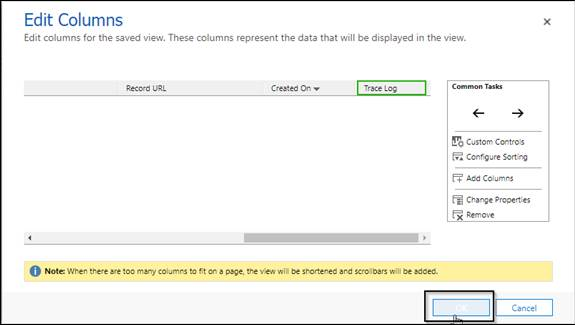 Edit Columns
Edit columns for the saved view. These columns represent the data that will be displayed in the view.
Record URL Created On Trace Log
Common Tasks
Custom Controls
Configure Sorting
Add Columns
Change Properties
Remove
Note: When there are too many columns to fit on a page, the view will be shortened and scrollbars will be added.
OK Cancel